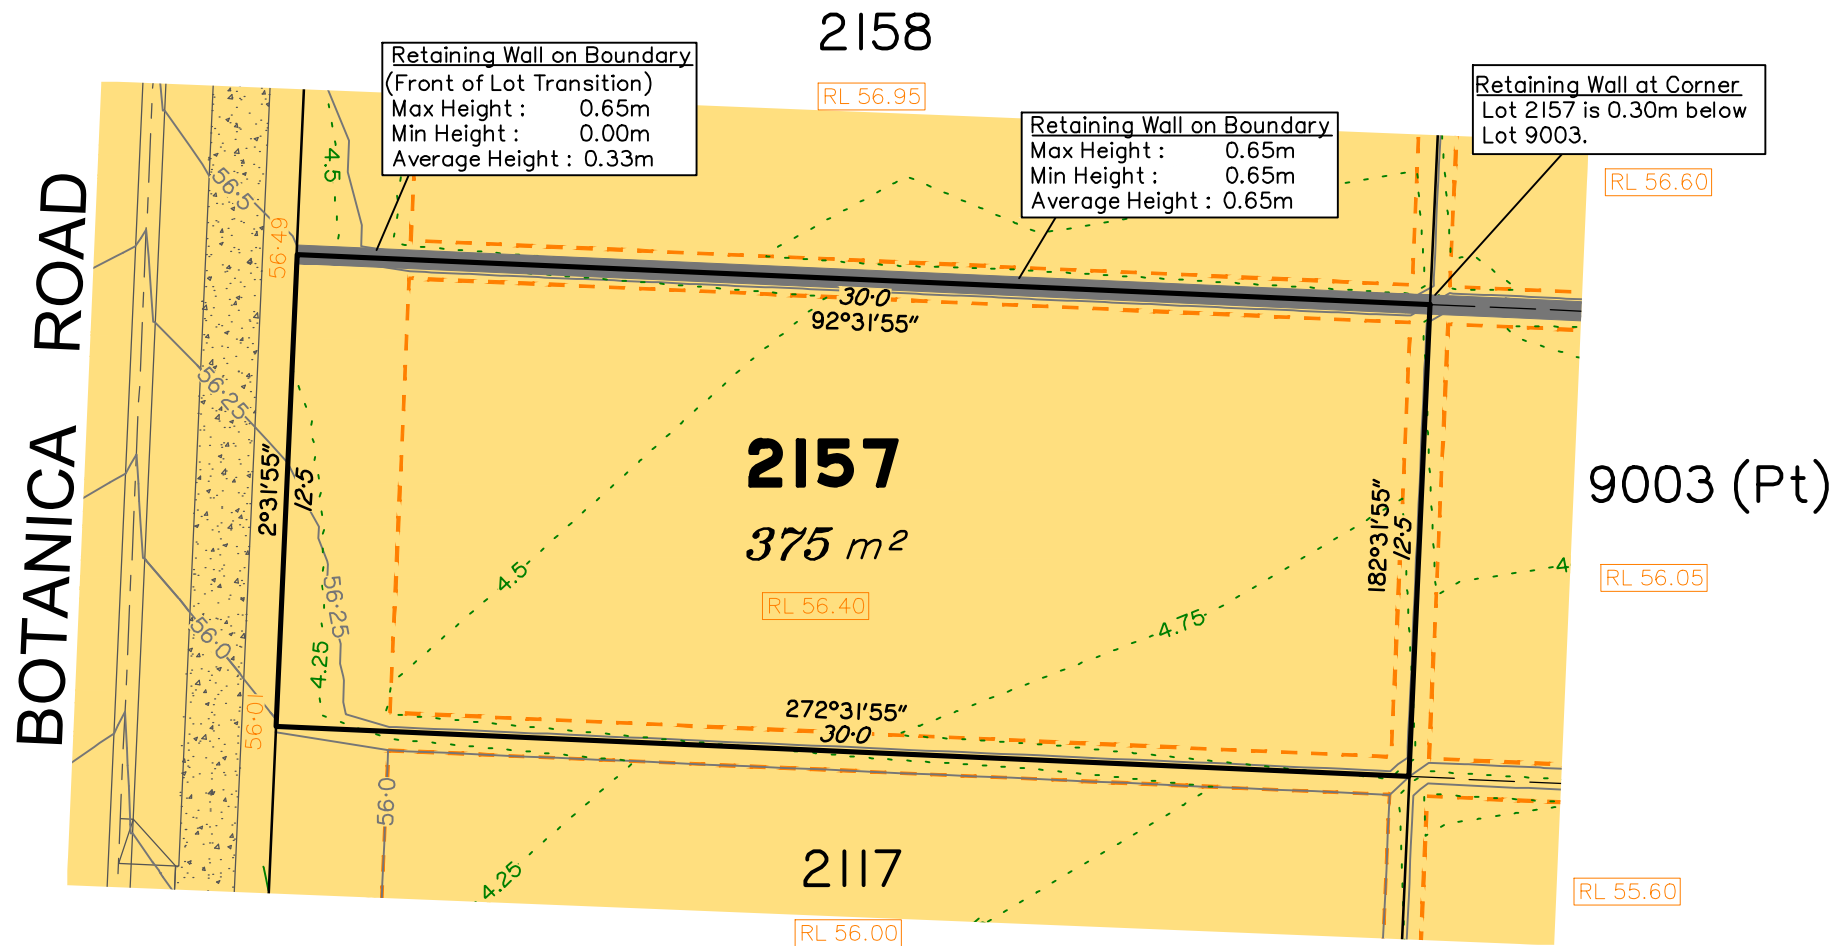 2158
Retaining Wall on Boundary
(Front of Lot Transition)
Max Height : 0.65m
Min Height : 0.00m
Average Height : 0.33m
RL 56.95
Retaining Wall on Boundary
Max Height : 0.65m
Min Height : 0.65m
Average Height : 0.65m
Retaining Wall at Corner
Lot 2157 is 0.30m below
Lot 9003.
RL 56.60
BOTANICA ROAD
4.5
56.5
56.49
30.0
92°31'55"
56.25
2°31'55"
12.5
2157
375 m²
RL 56.40
182°31'55"
12.5
9003 (Pt)
RL 56.05
4
4.5
4.75
56.25
56.0
4.25
56.01
272°31'55"
30.0
56.0
4.25
2117
RL 56.00
RL 55.60